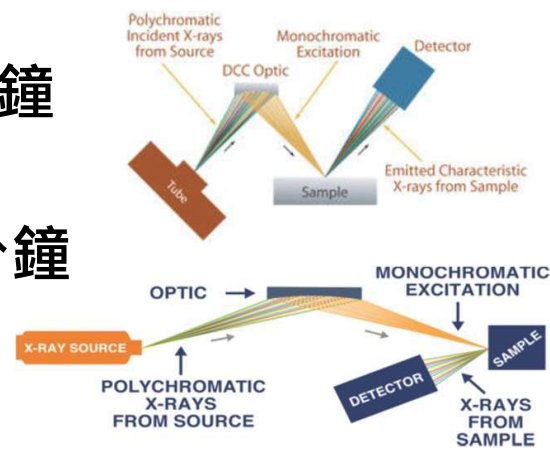 Polychromatic
Incident X-rays
from Source
Monochromatic
Excitation
Detector
DCC Optic
鐘
Tube
Sample
Emitted Characteristic
X-rays from Sample
鐘
OPTIC
MONOCHROMATIC
EXCITATION
X-RAY SOURCE
SAMPLE
DETECTOR
POLYCHROMATIC
X-RAYS
FROM SOURCE
X-RAYS
FROM
SAMPLE